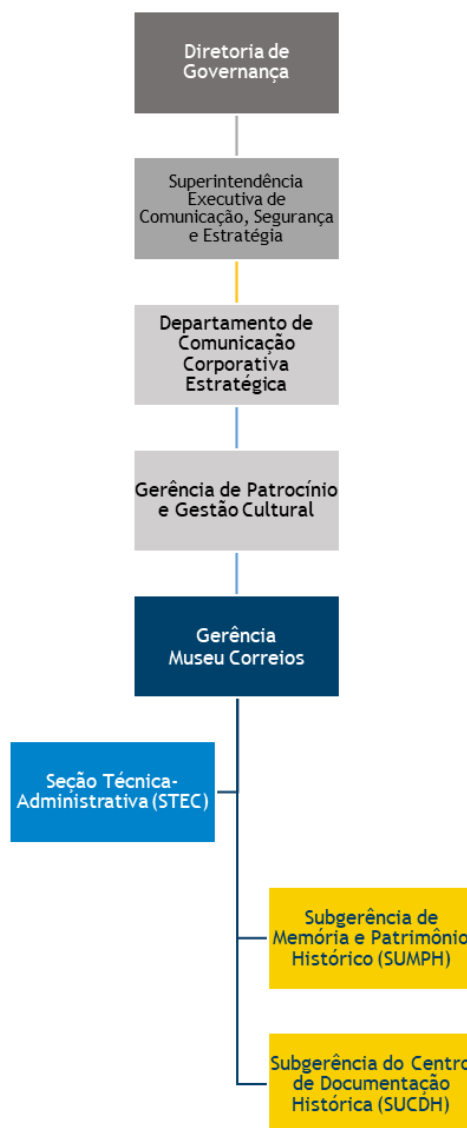 Diretoria de
Governança
Superintendência
Executiva de
Comunicação, Segurança
e Estratégia
Departamento de
Comunicação
Corporativa
Estratégica
Gerência de Patrocínio
e Gestão Cultural
Gerência
Museu Correios
Seção Técnica-
Administrativa (STEC)
Subgerência de
Memória e Patrimônio
Histórico (SUMPH)
Subgerência do Centro
de Documentação
Histórica (SUCDH)